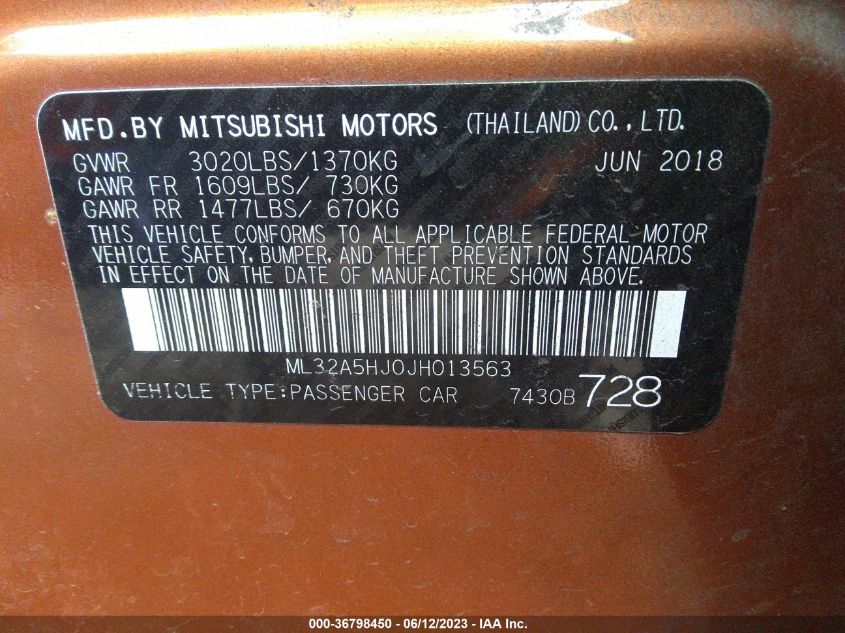 MFD.BY MITSUBISHI MOTORS (THAILAND)CO.,LTD.
GVWR 3020LBS/1370KG JUN 2018
GAWR FR 1609LBS/ 730KG
GAWR RR 1477LBS/ 670KG
THIS VEHICLE CONFORMS TO ALL APPLICABLE FEDERAL MOTOR
VEHICLE SAFETY, BUMPER, AND THEFT PREVENTION STANDARDS
IN EFFECT ON THE DATE OF MANUFACTURE SHOWN ABOVE.
ML32A5HJ0JH013563
VEHICLE TYPE:PASSENGER CAR 7430B 728
000-36798450 - 06/12/2023 - IAA Inc.